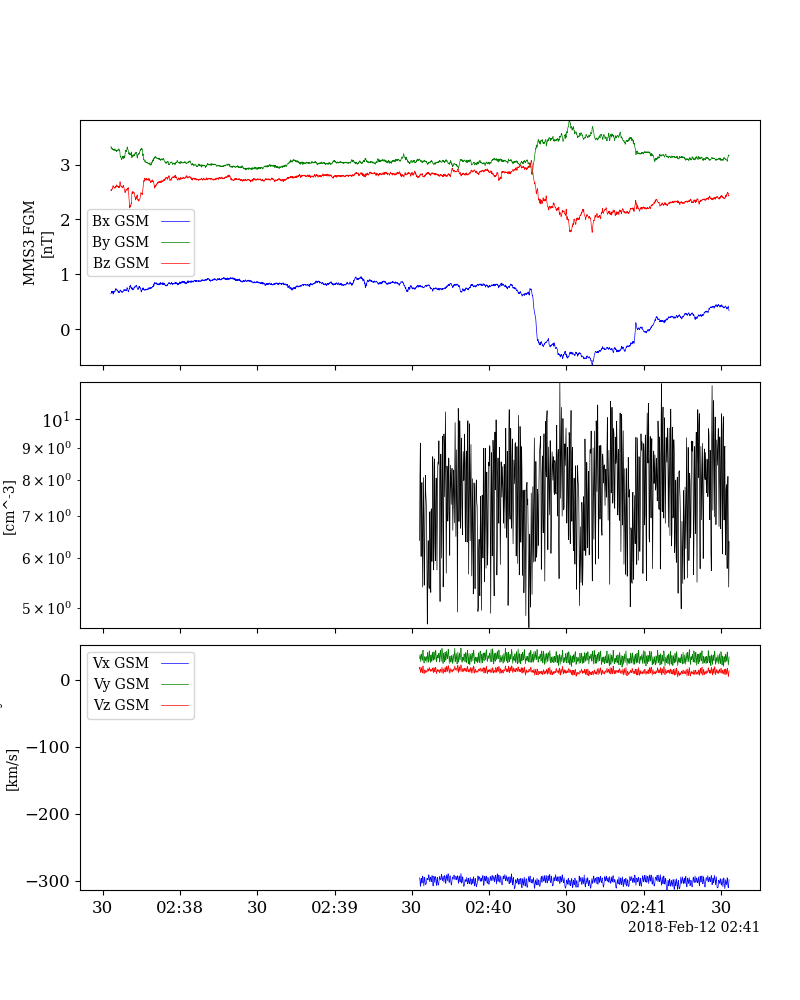 MMS3 FGM
[nT]
3
2
1
0
Bx GSM
By GSM
Bz GSM
[cm^-3]
10^1
9×10^0
8×10^0
7×10^0
6×10^0
5×10^0
[km/s]
0
−100
−200
−300
Vx GSM
Vy GSM
Vz GSM
30 02:38 30 02:39 30 02:40 30 02:41 30
2018-Feb-12 02:41